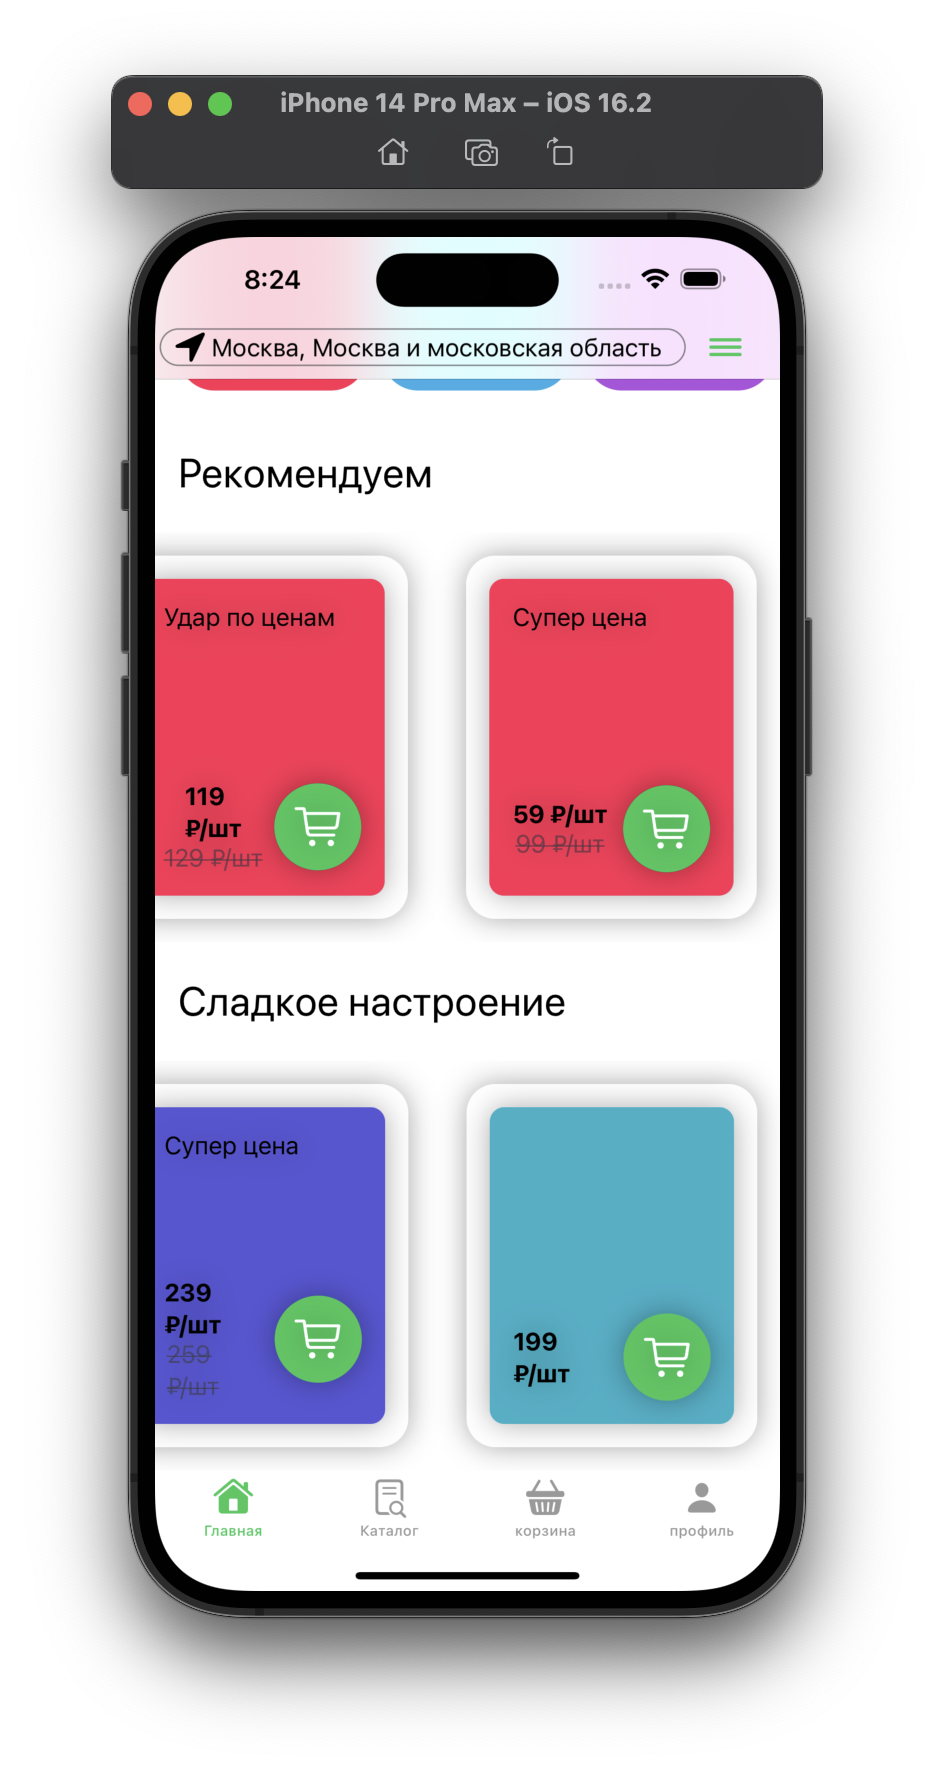 iPhone 14 Pro Max – iOS 16.2
8:24
Москва, Москва и московская область
Рекомендуем
Удар по ценам
119
₽/шт
129 ₽/шт
Супер цена
59 ₽/шт
99 ₽/шт
Сладкое настроение
Супер цена
239
₽/шт
259
₽/шт
199
₽/шт
Главная
Каталог
корзина
профиль